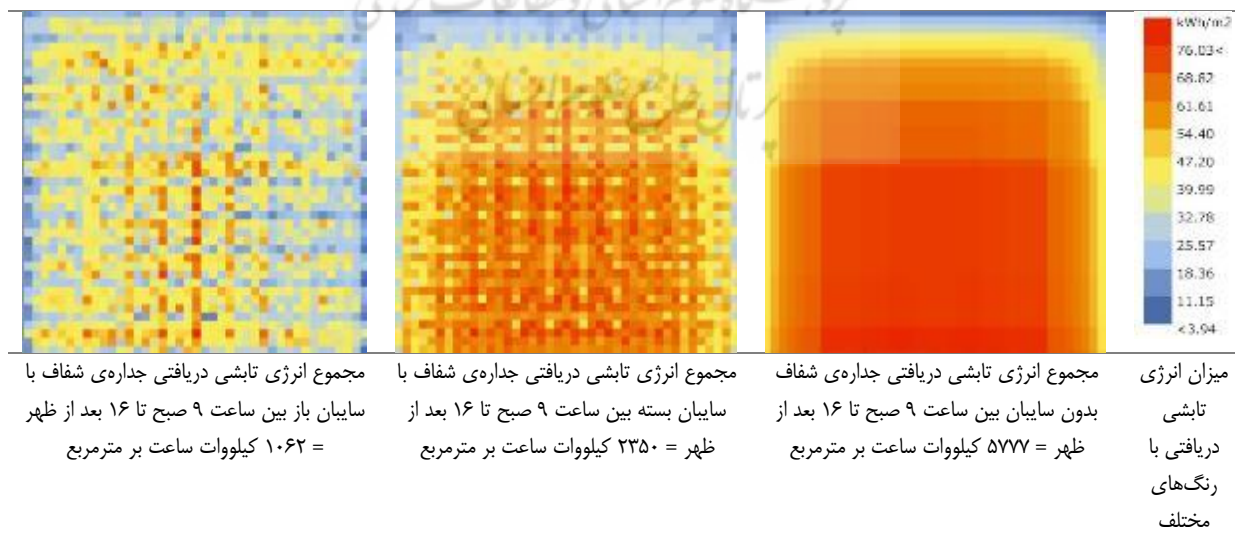 kWh/m2
76.03<
68.82
61.61
54.40
47.20
39.99
32.78
25.57
18.36
11.15
<3.94
میزان انرژی
تابشی
دریافتی با
رنگ‌های
مختلف
مجموع انرژی تابشی دریافتی جداره‌ی شفاف
بدون سایبان بین ساعت ۹ صبح تا ۱۶ بعد از
ظهر = ۵۷۷۷ کیلووات ساعت بر مترمربع
مجموع انرژی تابشی دریافتی جداره‌ی شفاف با
سایبان بسته بین ساعت ۹ صبح تا ۱۶ بعد از
ظهر = ۲۳۵۰ کیلووات ساعت بر مترمربع
مجموع انرژی تابشی دریافتی جداره‌ی شفاف با
سایبان باز بین ساعت ۹ صبح تا ۱۶ بعد از ظهر
= ۱۰۶۲ کیلووات ساعت بر مترمربع
پرتال جامع علوم انسانی